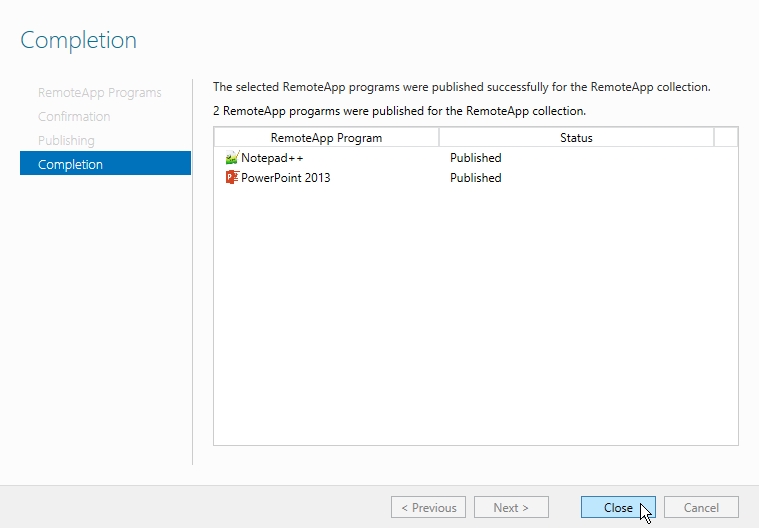 Completion
RemoteApp Programs
Confirmation
Publishing
Completion
The selected RemoteApp programs were published successfully for the RemoteApp collection.
2 RemoteApp progarms were published for the RemoteApp collection.
RemoteApp Program Status
Notepad++ Published
PowerPoint 2013 Published
< Previous Next > Close Cancel